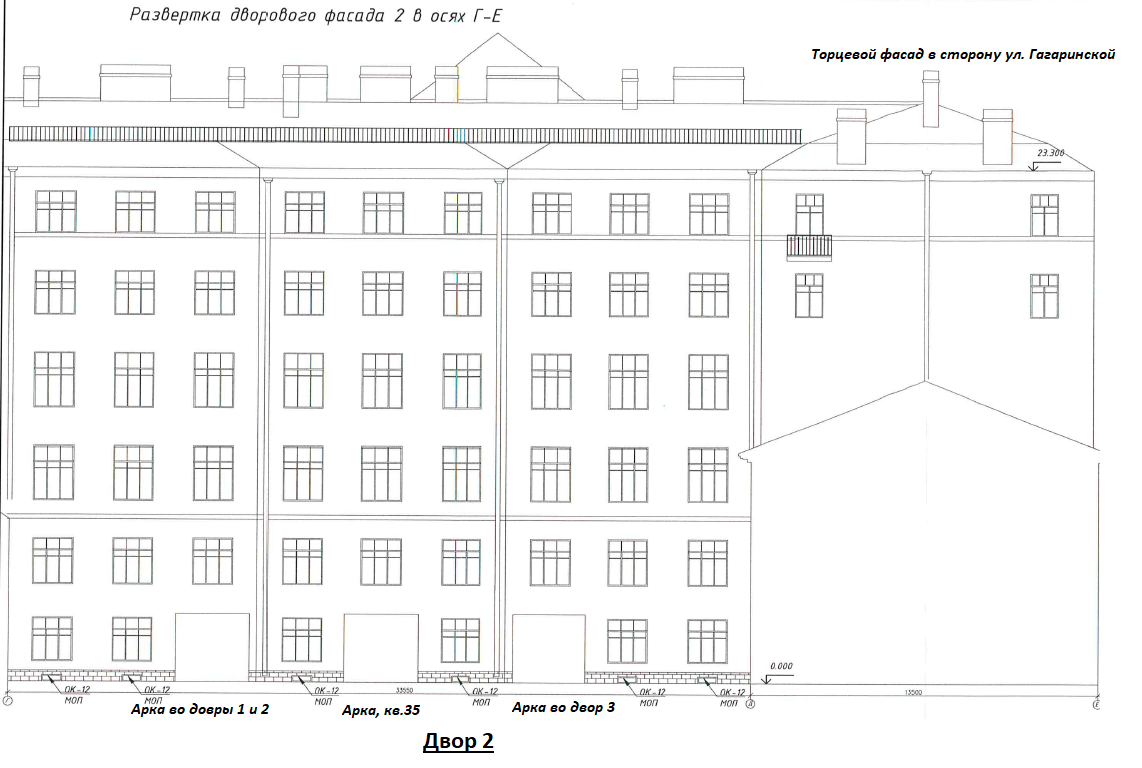 Развертка дворового фасада 2 в осях Г-Е
Торцевой фасад в сторону ул. Гагаринской
23.300
0.000
ОК-12
МОП
ОК-12
МОП
ОК-12
МОП
33550
ОК-12
МОП
ОК-12
МОП
ОК-12
МОП
13500
Г
Д
Е
Арка во довры 1 и 2
Арка, кв.35
Арка во двор 3
Двор 2